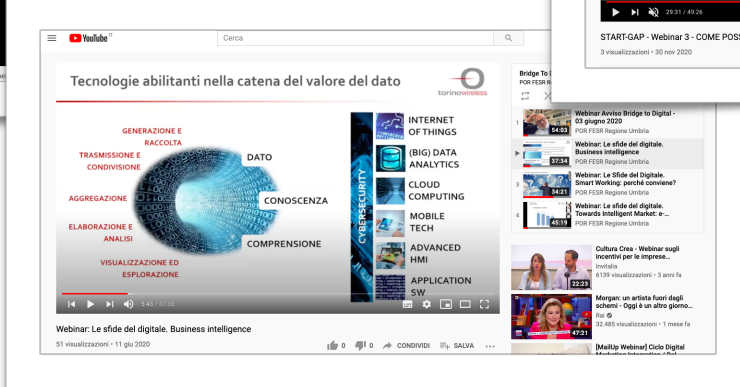 29:31 / 49:26
START-GAP - Webinar 3 - COME POSS
3 visualizzazioni • 30 nov 2020
YouTube IT
Cerca
Tecnologie abilitanti nella catena del valore del dato
torinowireless
GENERAZIONE E
RACCOLTA
TRASMISSIONE E
CONDIVISIONE
AGGREGAZIONE
ELABORAZIONE E
ANALISI
VISUALIZZAZIONE ED
ESPLORAZIONE
DATO
CONOSCENZA
COMPRENSIONE
CYBERSECURITY
INTERNET
OF THINGS
(BIG) DATA
ANALYTICS
CLOUD
COMPUTING
MOBILE
TECH
ADVANCED
HMI
APPLICATION
SW
5:43 / 37:33
Webinar: Le sfide del digitale. Business intelligence
51 visualizzazioni • 11 giu 2020
0
0
CONDIVIDI
SALVA
Bridge To
POR FESR R
1
54:03
Webinar Avviso Bridge to Digital -
03 giugno 2020
POR FESR Regione Umbria
37:34
Webinar: Le sfide del digitale.
Business intelligence
POR FESR Regione Umbria
3
34:21
Webinar: Le Sfide del Digitale.
Smart Working: perché conviene?
POR FESR Regione Umbria
4
45:19
Webinar: Le sfide del digitale.
Towards Intelligent Market: e-...
POR FESR Regione Umbria
22:23
Cultura Crea - Webinar sugli
incentivi per le imprese...
Invitalia
6139 visualizzazioni • 3 anni fa
47:21
Morgan: un artista fuori dagli
schemi - Oggi è un altro giorno...
Rai
32.485 visualizzazioni • 1 mese fa
[MailUp Webinar] Ciclo Digital